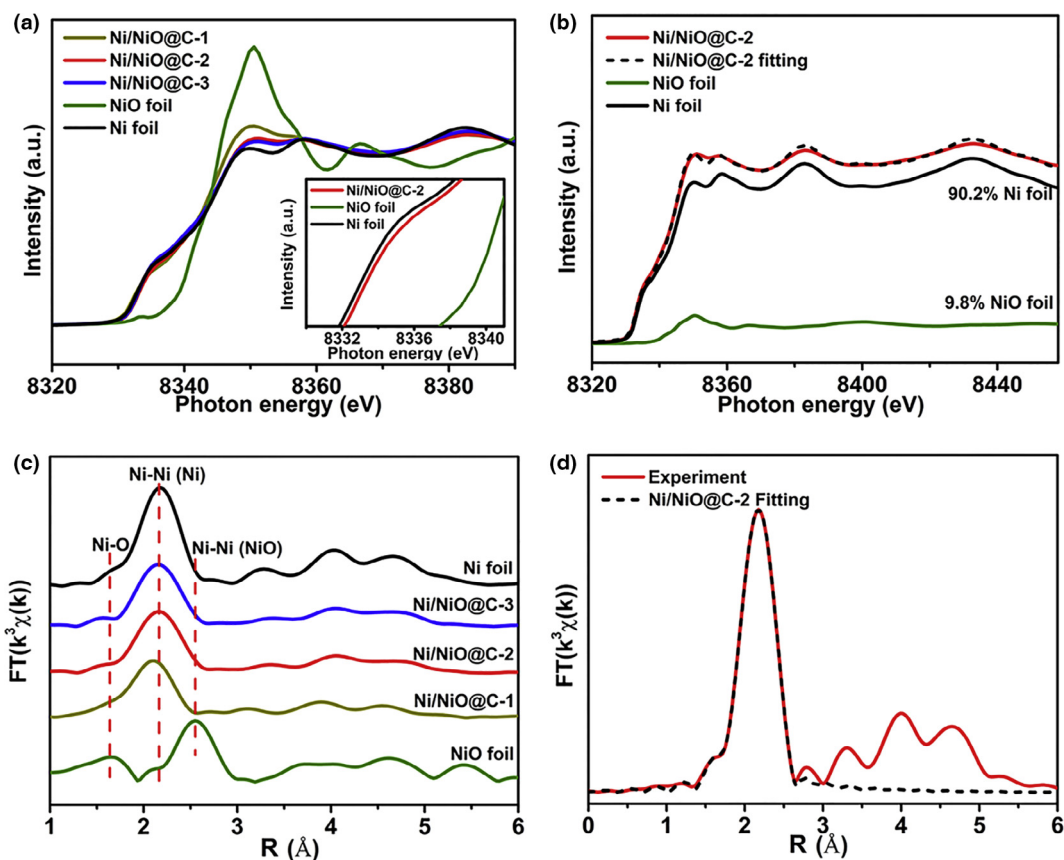 (a)
Ni/NiO@C-1
Ni/NiO@C-2
Ni/NiO@C-3
NiO foil
Ni foil
Intensity (a.u.)
Ni/NiO@C-2
NiO foil
Ni foil
Intensity (a.u.)
8332 8336 8340
Photon energy (eV)
8320 8340 8360 8380
Photon energy (eV)
(b)
Ni/NiO@C-2
Ni/NiO@C-2 fitting
NiO foil
Ni foil
Intensity (a.u.)
90.2% Ni foil
9.8% NiO foil
8320 8360 8400 8440
Photon energy (eV)
(c)
Ni-Ni (Ni)
Ni-O
Ni-Ni (NiO)
Ni foil
Ni/NiO@C-3
Ni/NiO@C-2
Ni/NiO@C-1
NiO foil
FT(k³χ(k))
1 2 3 4 5 6
R (Å)
(d)
Experiment
Ni/NiO@C-2 Fitting
FT(k³χ(k))
0 1 2 3 4 5 6
R (Å)